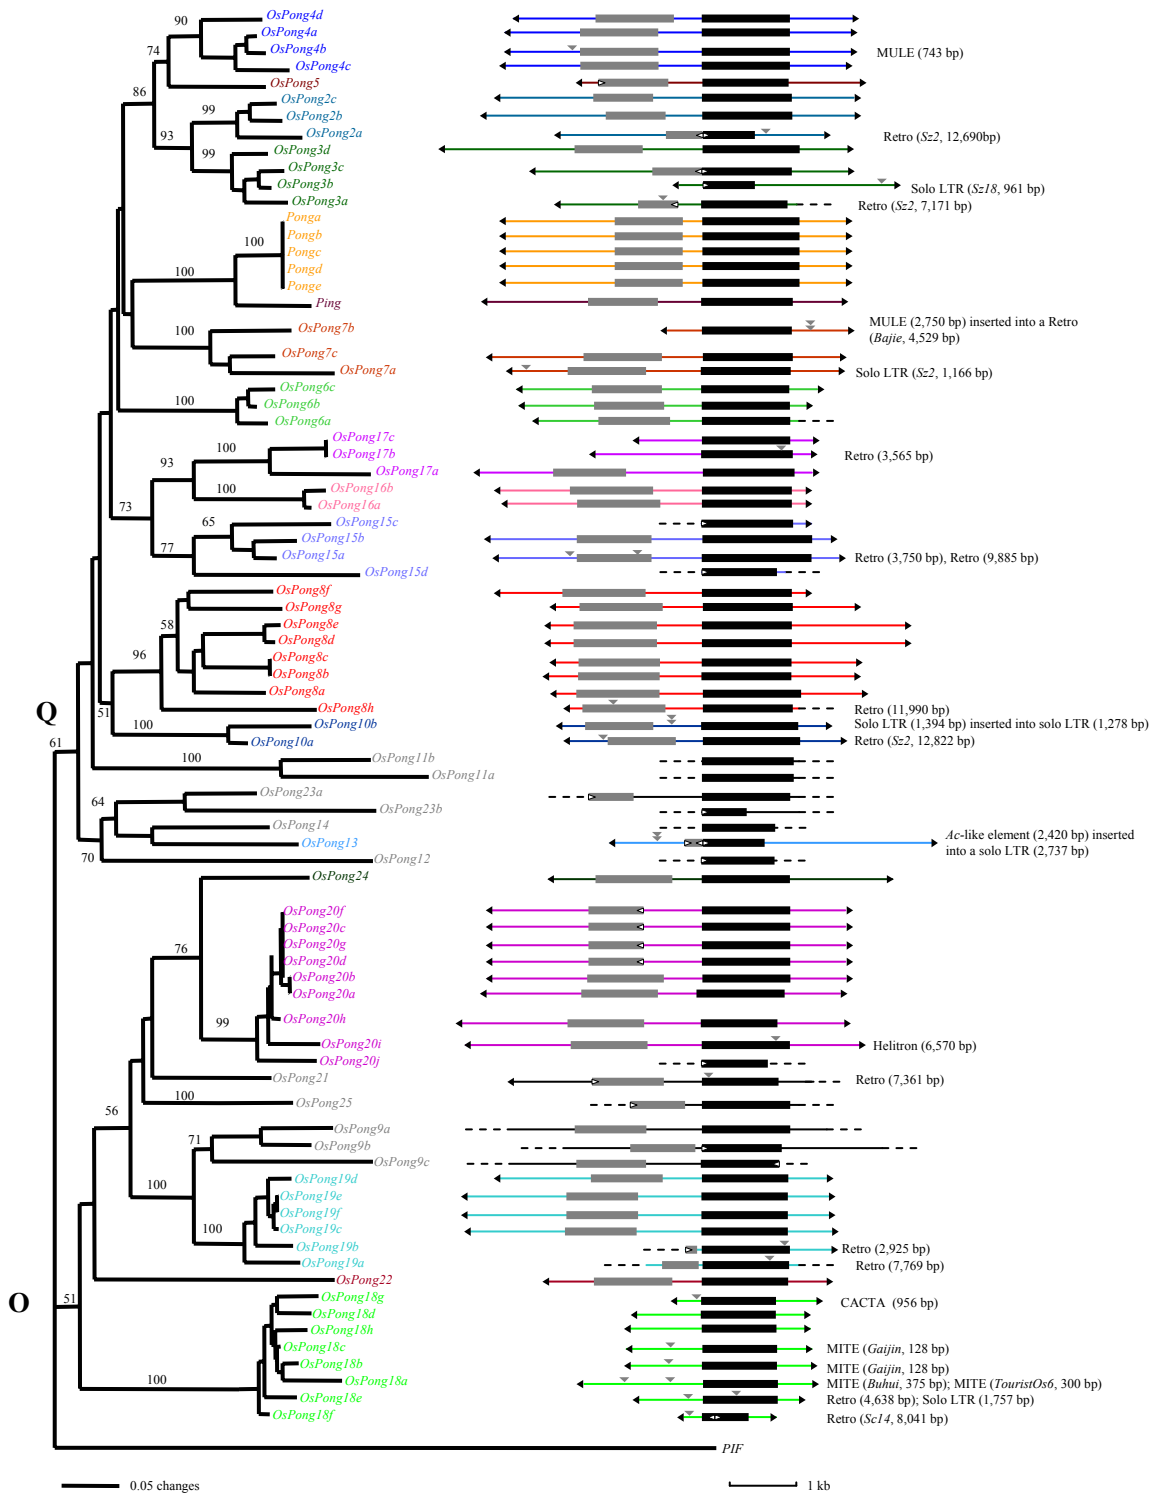 OsPong4d
90
OsPong4a
OsPong4b
74
MULE (743 bp)
OsPong4c
OsPong5
86
OsPong2c
99
OsPong2b
OsPong2a
93
Retro (Sz2, 12,690bp)
OsPong3d
99
OsPong3c
OsPong3b
Solo LTR (Sz18, 961 bp)
OsPong3a
Retro (Sz2, 7,171 bp)
Ponga
Pongb
100
Pongc
Pongd
100
Ponge
Ping
OsPong7b
100
MULE (2,750 bp) inserted into a Retro
(Bajie, 4,529 bp)
OsPong7c
OsPong7a
Solo LTR (Sz2, 1,166 bp)
OsPong6c
100
OsPong6b
OsPong6a
OsPong17c
100
OsPong17b
Retro (3,565 bp)
93
OsPong17a
100
OsPong16b
OsPong16a
73
65
OsPong15c
OsPong15b
77
OsPong15a
Retro (3,750 bp), Retro (9,885 bp)
OsPong15d
OsPong8f
OsPong8g
58
OsPong8e
OsPong8d
96
OsPong8c
OsPong8b
OsPong8a
OsPong8h
Retro (11,990 bp)
Q
51
100
OsPong10b
Solo LTR (1,394 bp) inserted into solo LTR (1,278 bp)
61
OsPong10a
Retro (Sz2, 12,822 bp)
100
OsPong11b
OsPong11a
64
OsPong23a
OsPong23b
OsPong14
OsPong13
Ac-like element (2,420 bp) inserted
into a solo LTR (2,737 bp)
70
OsPong12
OsPong24
OsPong20f
OsPong20c
76
OsPong20g
OsPong20d
OsPong20b
OsPong20a
99
OsPong20h
OsPong20i
Helitron (6,570 bp)
OsPong20j
OsPong21
Retro (7,361 bp)
100
OsPong25
56
OsPong9a
71
OsPong9b
OsPong9c
100
OsPong19d
OsPong19e
OsPong19f
100
OsPong19c
OsPong19b
Retro (2,925 bp)
OsPong19a
Retro (7,769 bp)
OsPong22
O
51
OsPong18g
CACTA (956 bp)
OsPong18d
OsPong18h
OsPong18c
MITE (Gaijin, 128 bp)
OsPong18b
MITE (Gaijin, 128 bp)
100
OsPong18a
MITE (Buhui, 375 bp); MITE (TouristOs6, 300 bp)
OsPong18e
Retro (4,638 bp); Solo LTR (1,757 bp)
OsPong18f
Retro (Sc14, 8,041 bp)
PIF
0.05 changes
1 kb